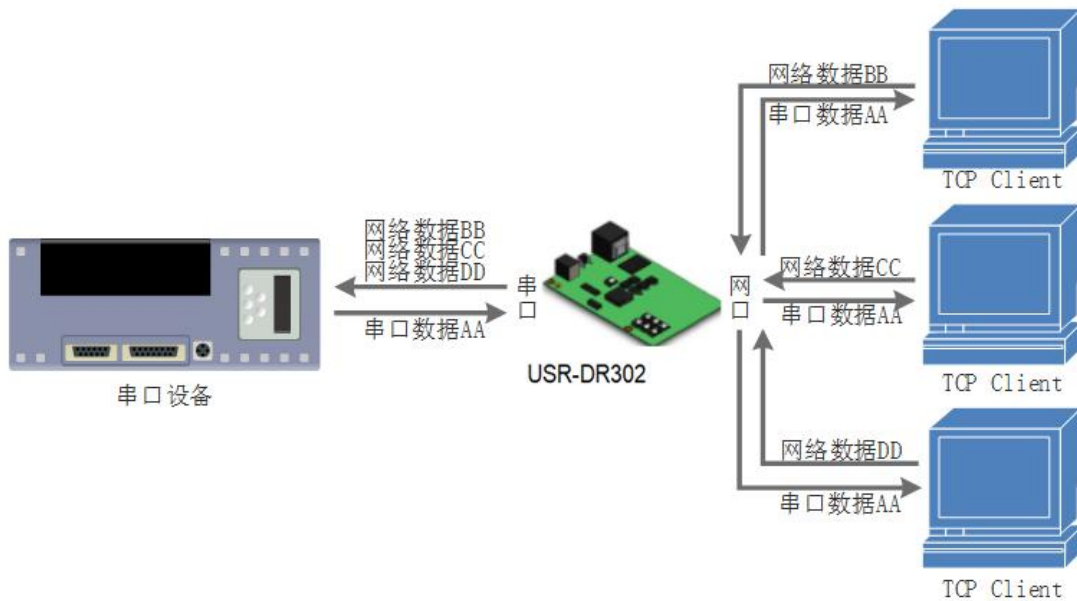 网络数据BB
串口数据AA
TCP Client
网络数据BB
网络数据CC
网络数据DD
串口数据AA
串口
网口
网络数据CC
串口数据AA
TCP Client
USR-DR302
串口设备
网络数据DD
串口数据AA
TCP Client